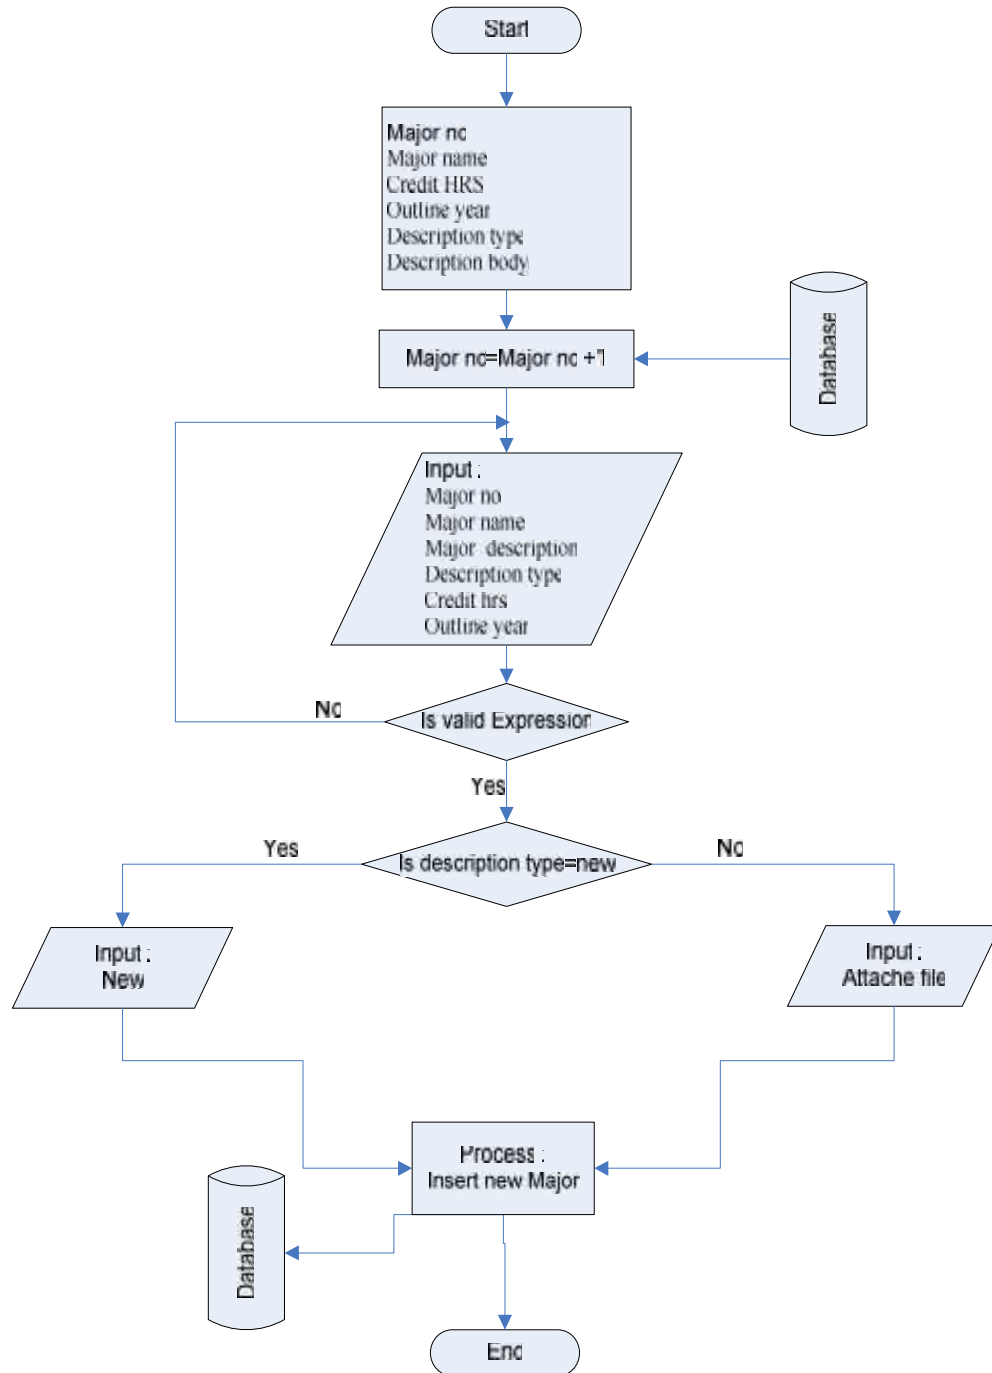 Start
Major no
Major name
Credit HRS
Outline year
Description type
Description body
Major no=Major no +1
Database
Input :
Major no
Major name
Major description
Description type
Credit hrs
Outline year
No
Is valid Expression
Yes
Yes
Is description type=new
No
Input :
New
Input :
Attache file
Process :
Insert new Major
Database
End